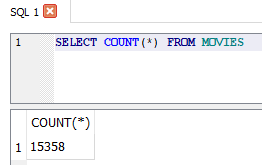 SQL 1
1 SELECT COUNT(*) FROM MOVIES
COUNT(*)
1 15358